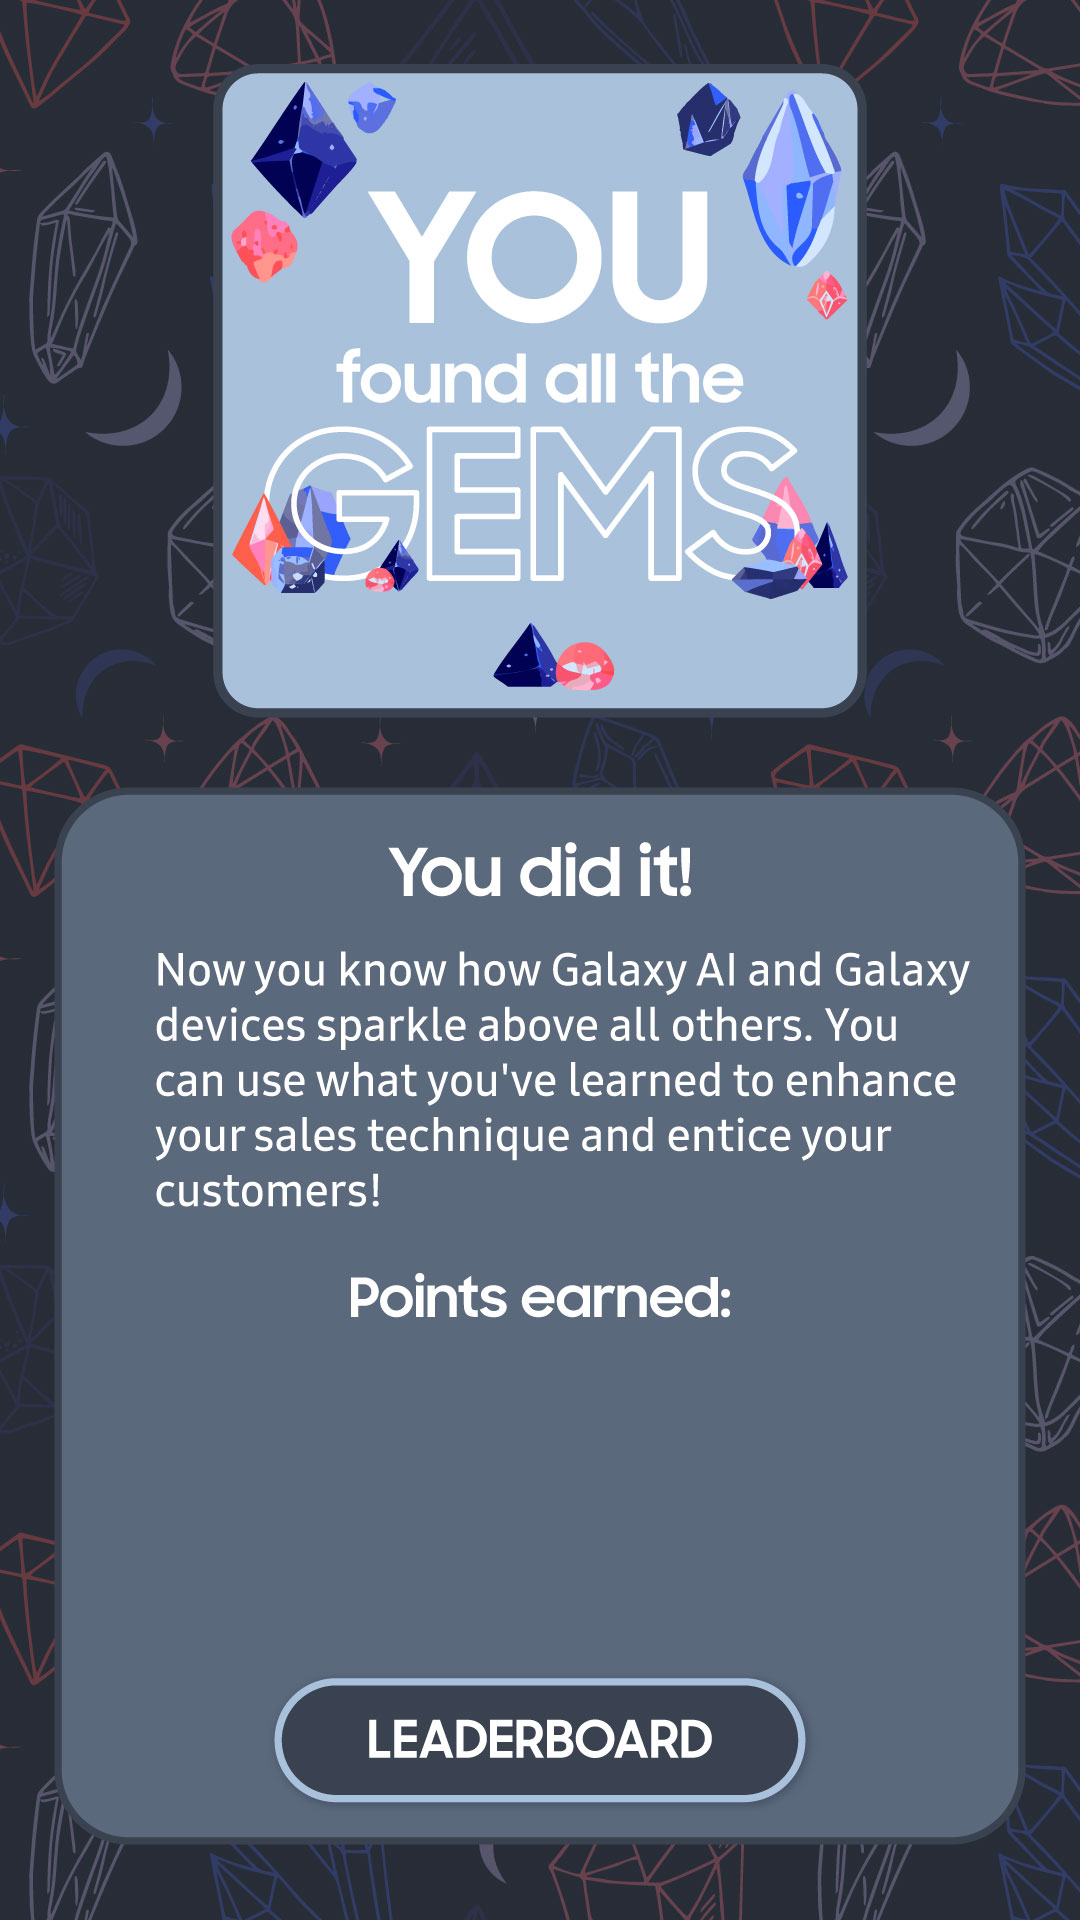 YOU
found all the
GEMS
You did it!
Now you know how Galaxy AI and Galaxy
devices sparkle above all others. You
can use what you've learned to enhance
your sales technique and entice your
customers!
Points earned:
LEADERBOARD